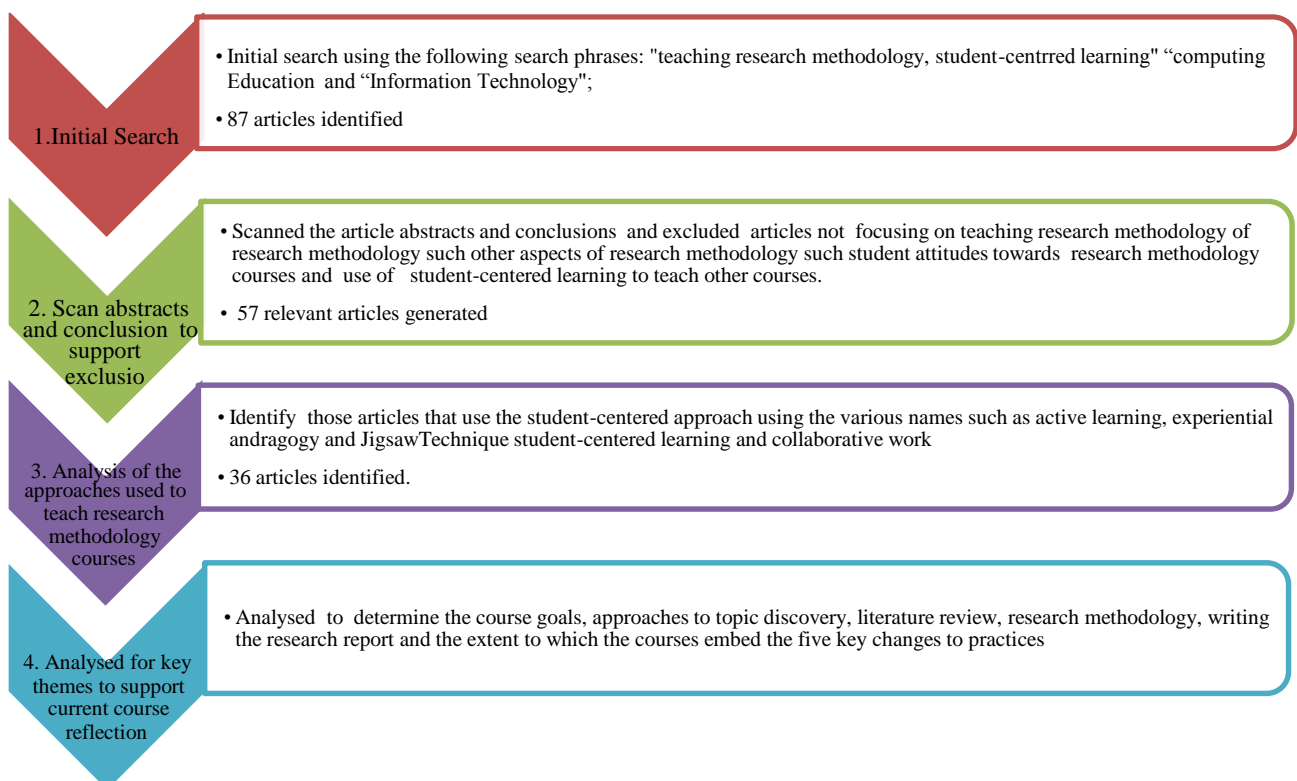 1.Initial Search
• Initial search using the following search phrases: "teaching research methodology, student-centrred learning" “computing
Education and “Information Technology";
• 87 articles identified
2. Scan abstracts
and conclusion to
support
exclusio
• Scanned the article abstracts and conclusions and excluded articles not focusing on teaching research methodology of
research methodology such other aspects of research methodology such student attitudes towards research methodology
courses and use of student-centered learning to teach other courses.
• 57 relevant articles generated
3. Analysis of the
approaches used to
teach research
methodology
courses
• Identify those articles that use the student-centered approach using the various names such as active learning, experiential
andragogy and JigsawTechnique student-centered learning and collaborative work
• 36 articles identified.
4. Analysed for key
themes to support
current course
reflection
• Analysed to determine the course goals, approaches to topic discovery, literature review, research methodology, writing
the research report and the extent to which the courses embed the five key changes to practices